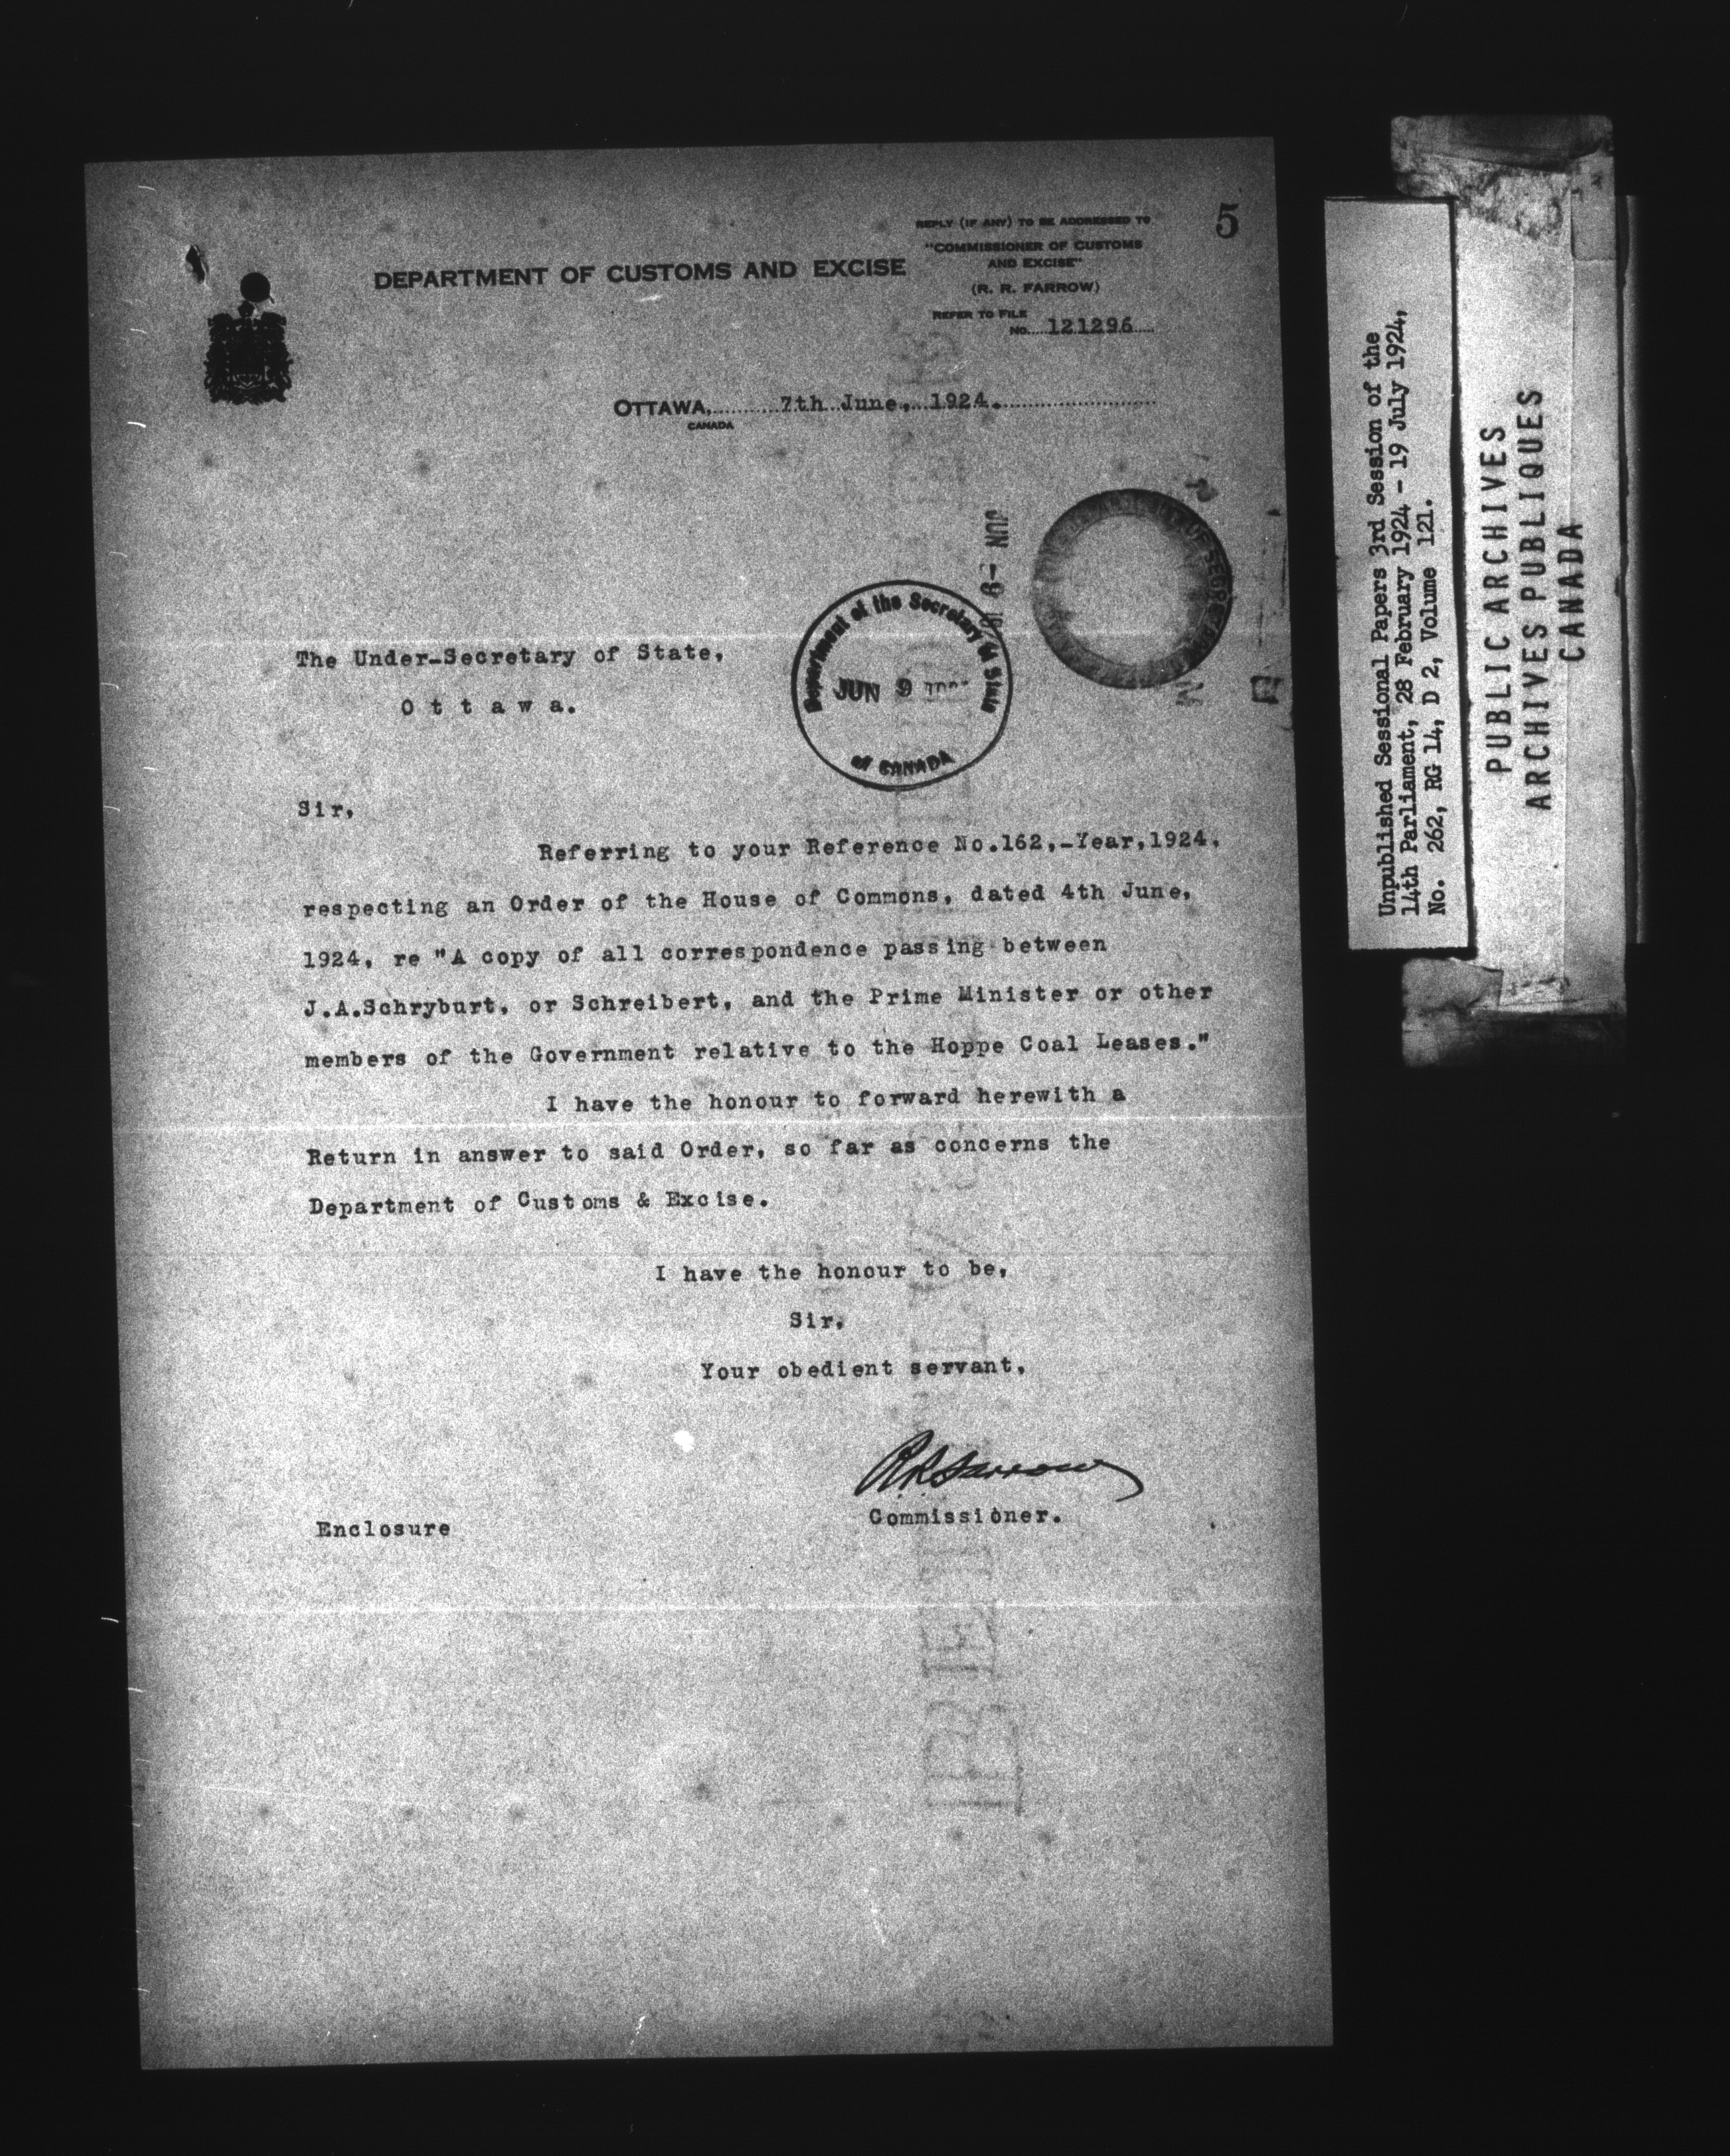 5
REPLY (IF ANY) TO BE ADDRESSED TO
"COMMISSIONER OF CUSTOMS
AND EXCISE"
(R. R. FARROW)
REFER TO FILE
NO. 121296
DEPARTMENT OF CUSTOMS AND EXCISE
OTTAWA, 7th June, 1924.
CANADA
JUN -9
Department of the Secretary of State
JUN 9
of CANADA
The Under-Secretary of State,
O t t a w a.
Sir,
Referring to your Reference No.162,-Year,1924,
respecting an Order of the House of Commons, dated 4th June,
1924, re "A copy of all correspondence passing between
J.A.Schryburt, or Schreibert, and the Prime Minister or other
members of the Government relative to the Hoppe Coal Leases."
I have the honour to forward herewith a
Return in answer to said Order, so far as concerns the
Department of Customs & Excise.
I have the honour to be,
Sir,
Your obedient servant,
R.R. Farrow
Commissioner.
Enclosure
Unpublished Sessional Papers 3rd Session of the
14th Parliament, 28 February 1924 - 19 July 1924,
No. 262, RG 14, D 2, Volume 121.
PUBLIC ARCHIVES
ARCHIVES PUBLIQUES
CANADA